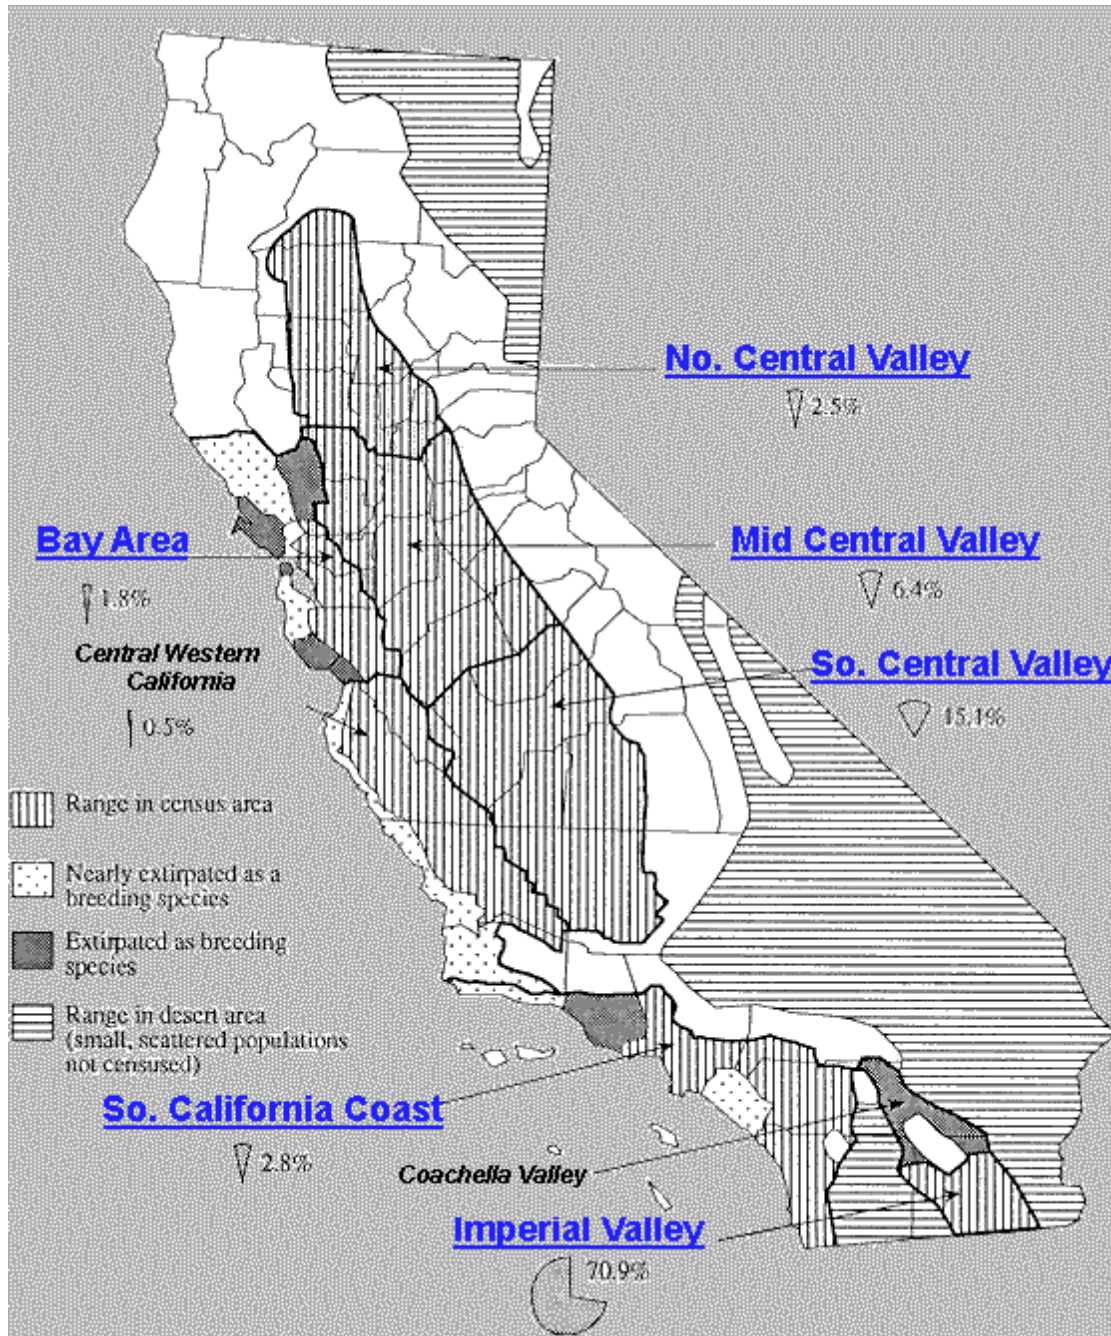 No. Central Valley
2.5%
Bay Area
1.8%
Mid Central Valley
6.4%
Central Western
California
0.5%
So. Central Valley
15.1%
Range in census area
Nearly extirpated as a
breeding species
Extirpated as breeding
species
Range in desert area
(small, scattered populations
not censused)
So. California Coast
2.8%
Coachella Valley
Imperial Valley
70.9%